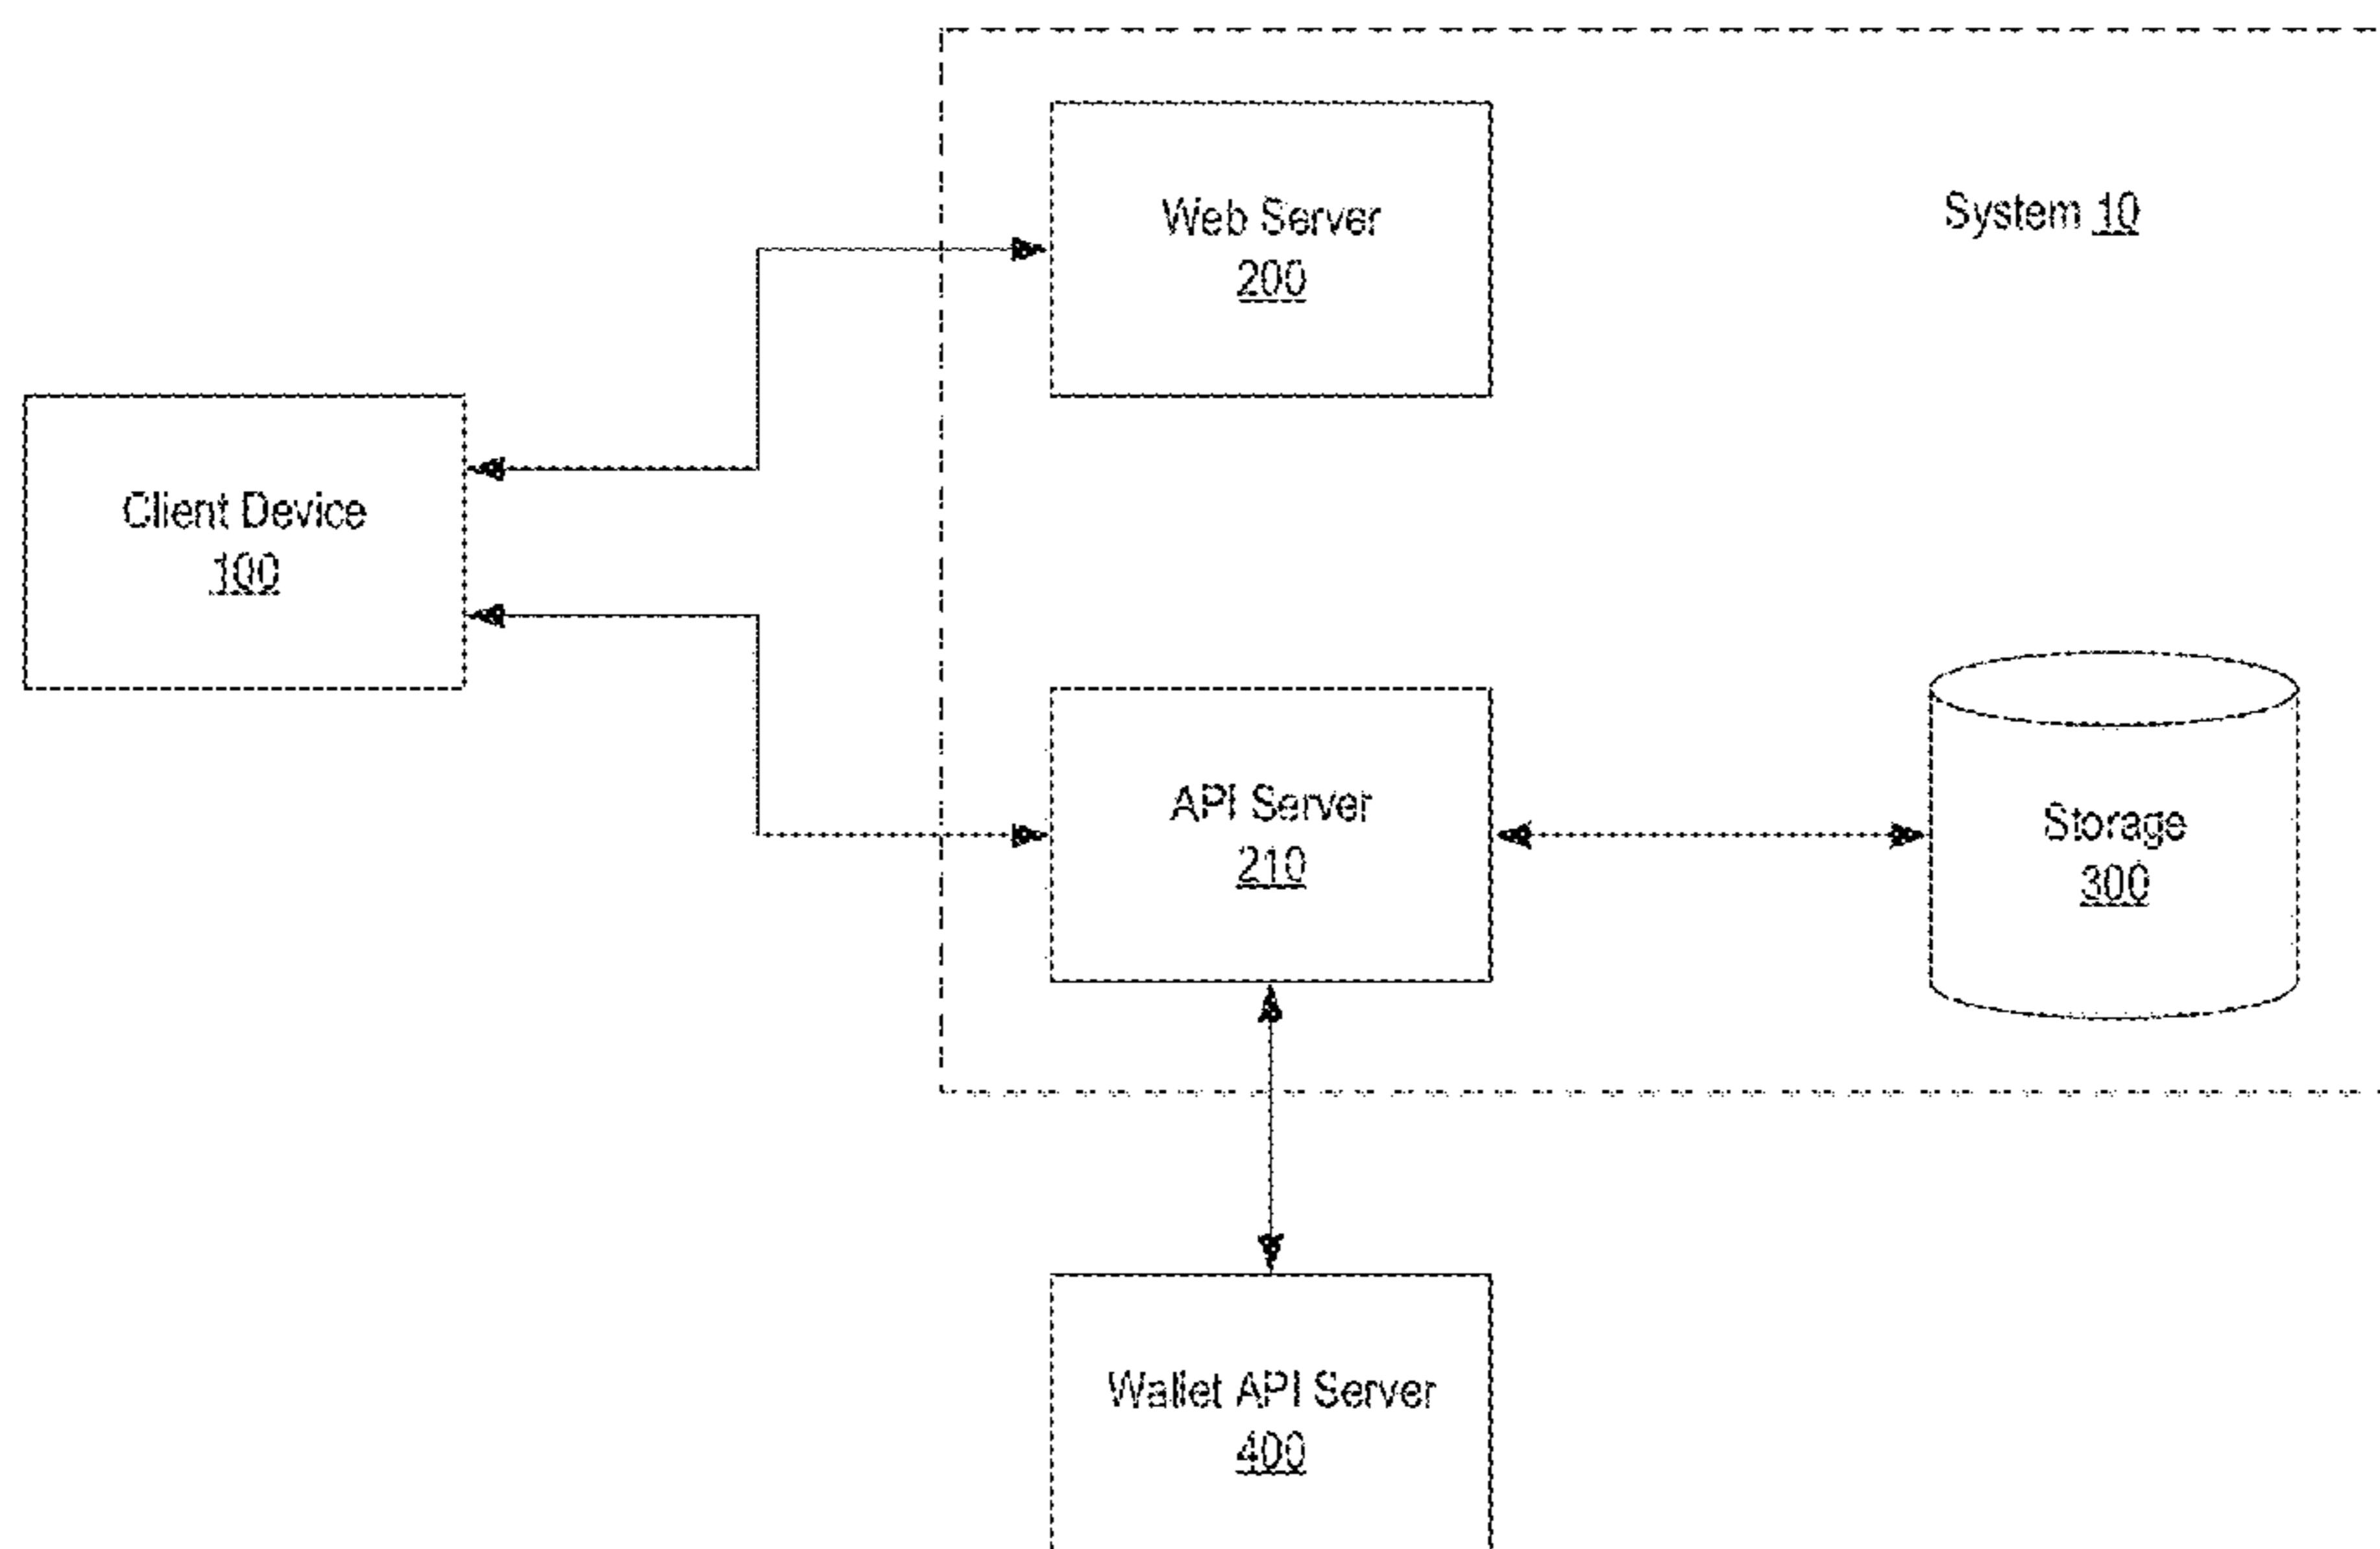 Web Server
200
System 10
Client Device
100
API Server
210
Storage
300
Wallet API Server
400